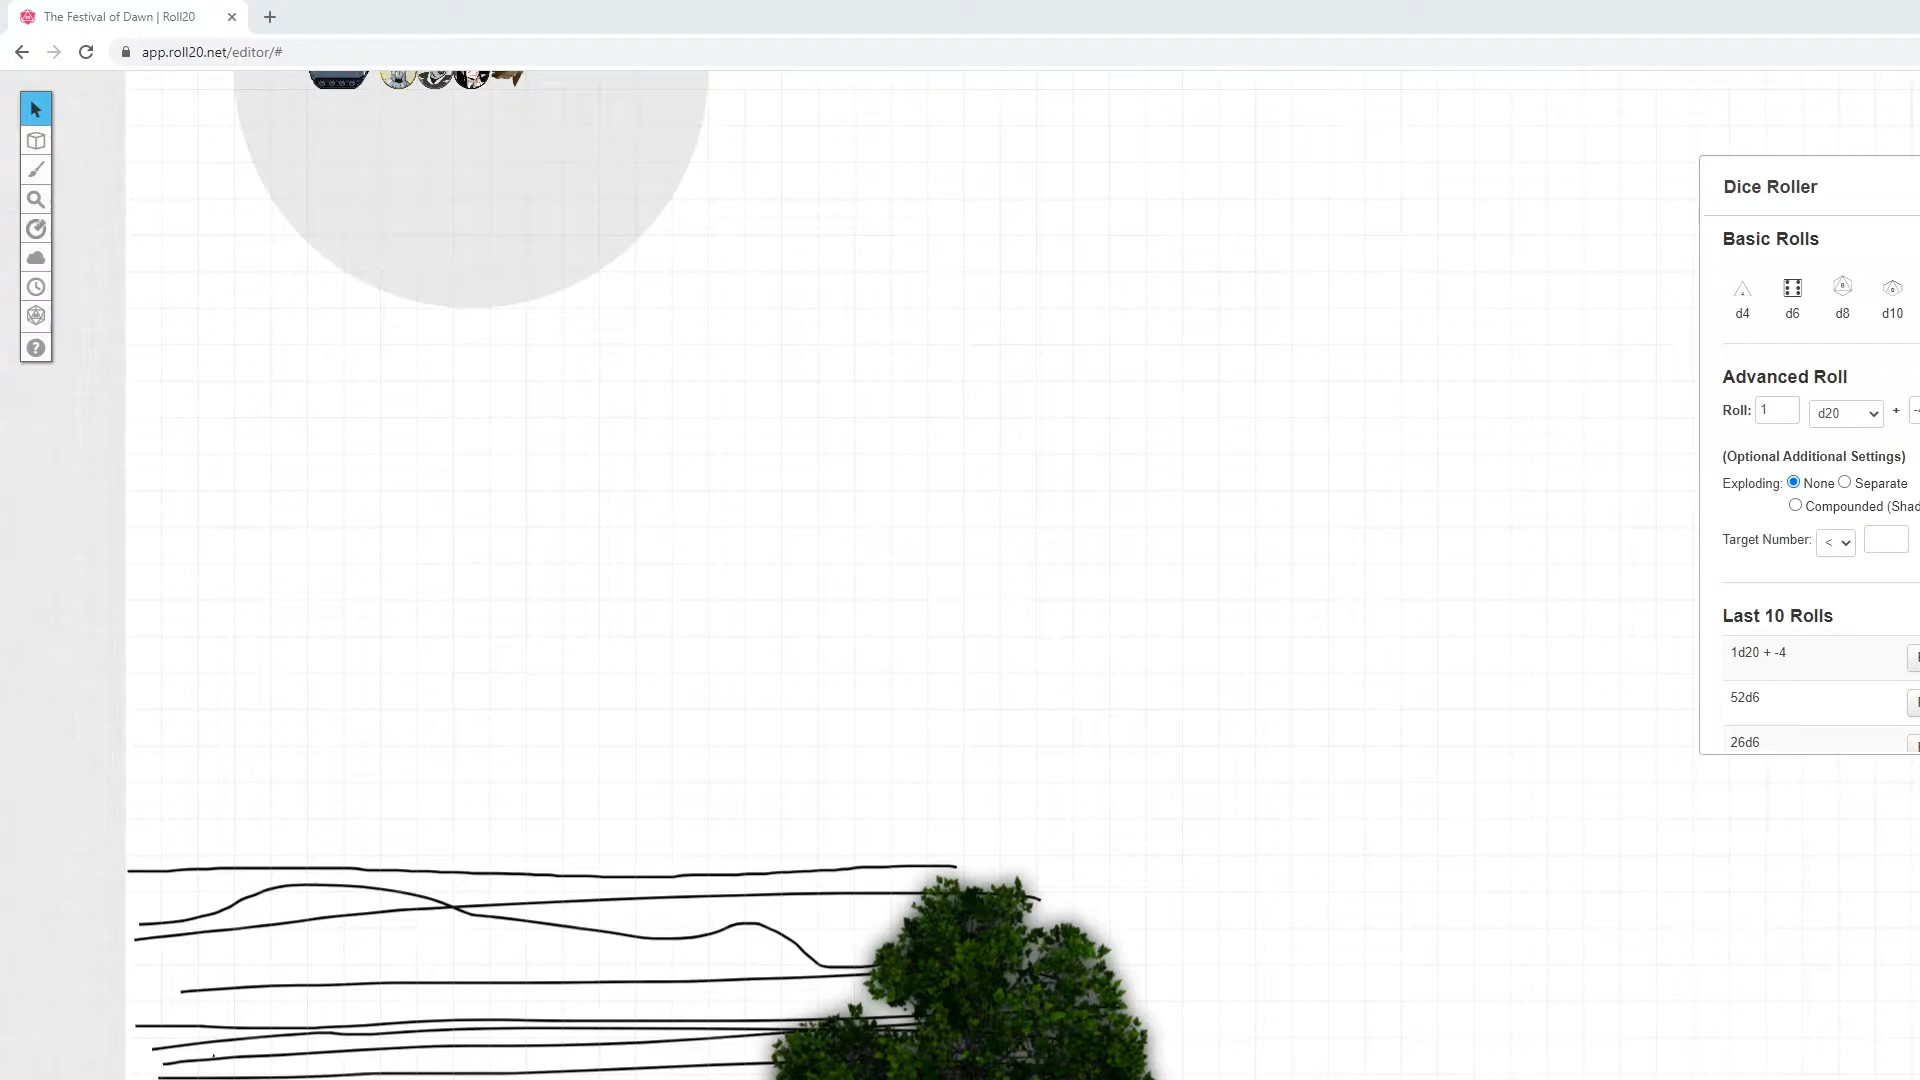 The Festival of Dawn | Roll20
app.roll20.net/editor/#
Dice Roller
Basic Rolls
d4 d6 d8 d10
Advanced Roll
Roll: 1 d20 + -
(Optional Additional Settings)
Exploding: None Separate
Compounded (Shad
Target Number: <
Last 10 Rolls
1d20 + -4
52d6
26d6